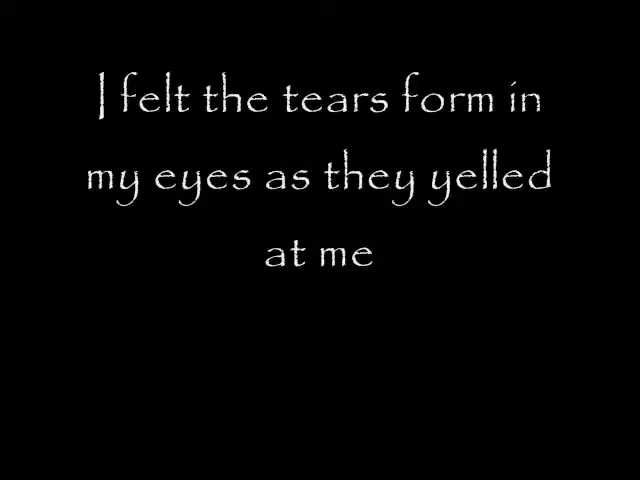 I felt the tears form in
my eyes as they yelled
at me